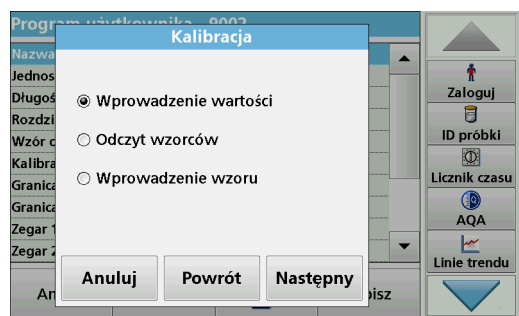 Program użytkownika 9002
Kalibracja
Nazwa
Jednos
Długoś
Rozdzi
Wzór
Kalibra
Granica
Granica
Zegar 1
Zegar 2
Wprowadzenie wartości
Odczyt wzorców
Wprowadzenie wzoru
Anuluj
Powrót
Następny
An
pisz
Zaloguj
ID próbki
Licznik czasu
AQA
Linie trendu